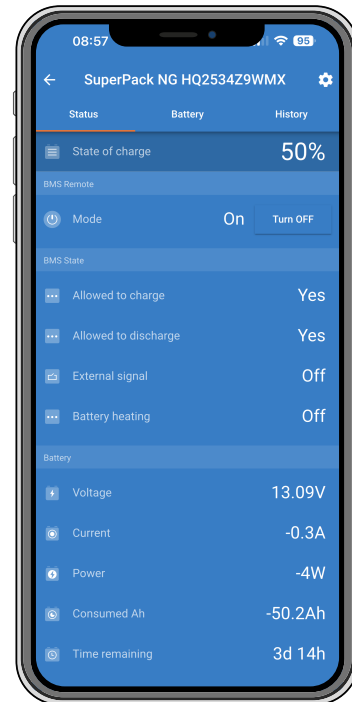 08:57 95
SuperPack NG HQ2534Z9WMX
Status Battery History
State of charge 50%
BMS Remote
Mode On Turn OFF
BMS State
Allowed to charge Yes
Allowed to discharge Yes
External signal Off
Battery heating Off
Battery
Voltage 13.09V
Current -0.3A
Power -4W
Consumed Ah -50.2Ah
Time remaining 3d 14h